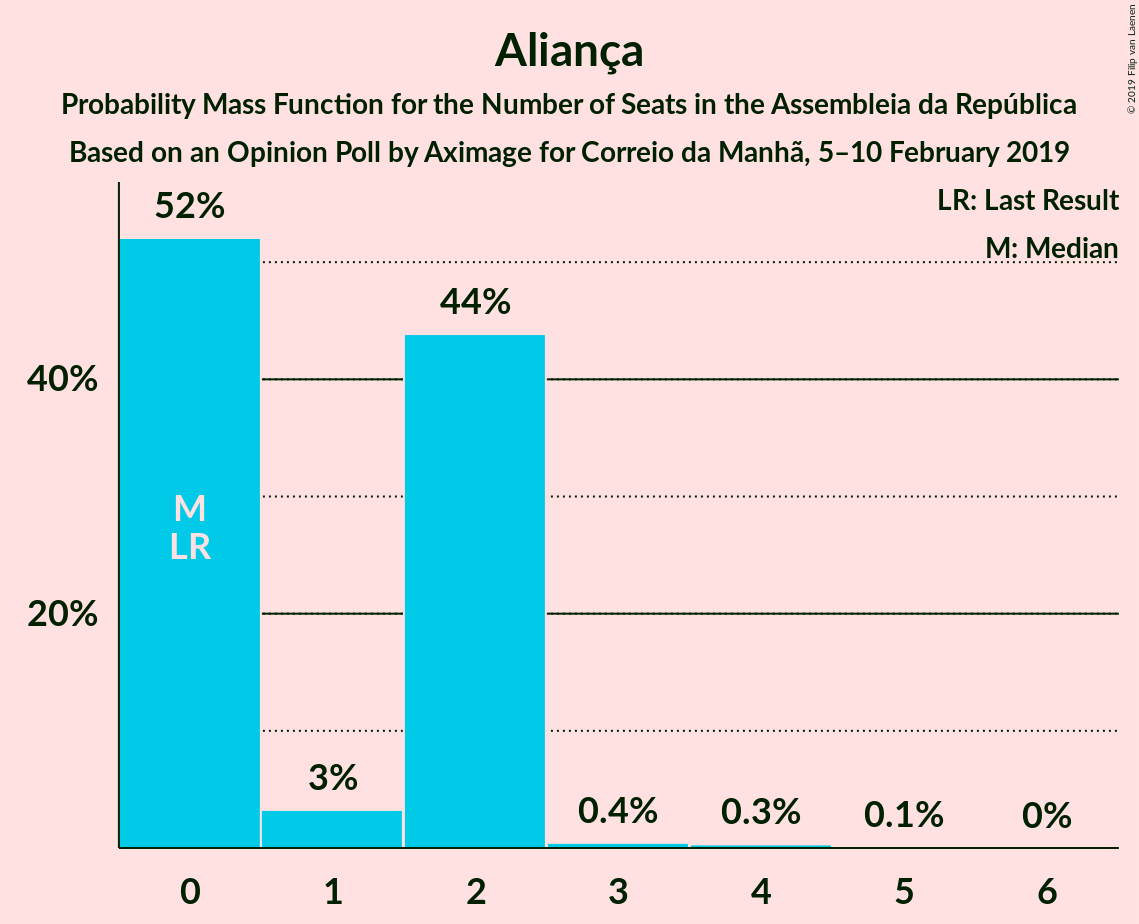 © 2019 Filip van Laenen
Aliança
Probability Mass Function for the Number of Seats in the Assembleia da República
Based on an Opinion Poll by Aximage for Correio da Manhã, 5–10 February 2019
LR: Last Result
M: Median
52%
44%
40%
M
LR
20%
3%
0.4%
0.3%
0.1%
0%
0 1 2 3 4 5 6